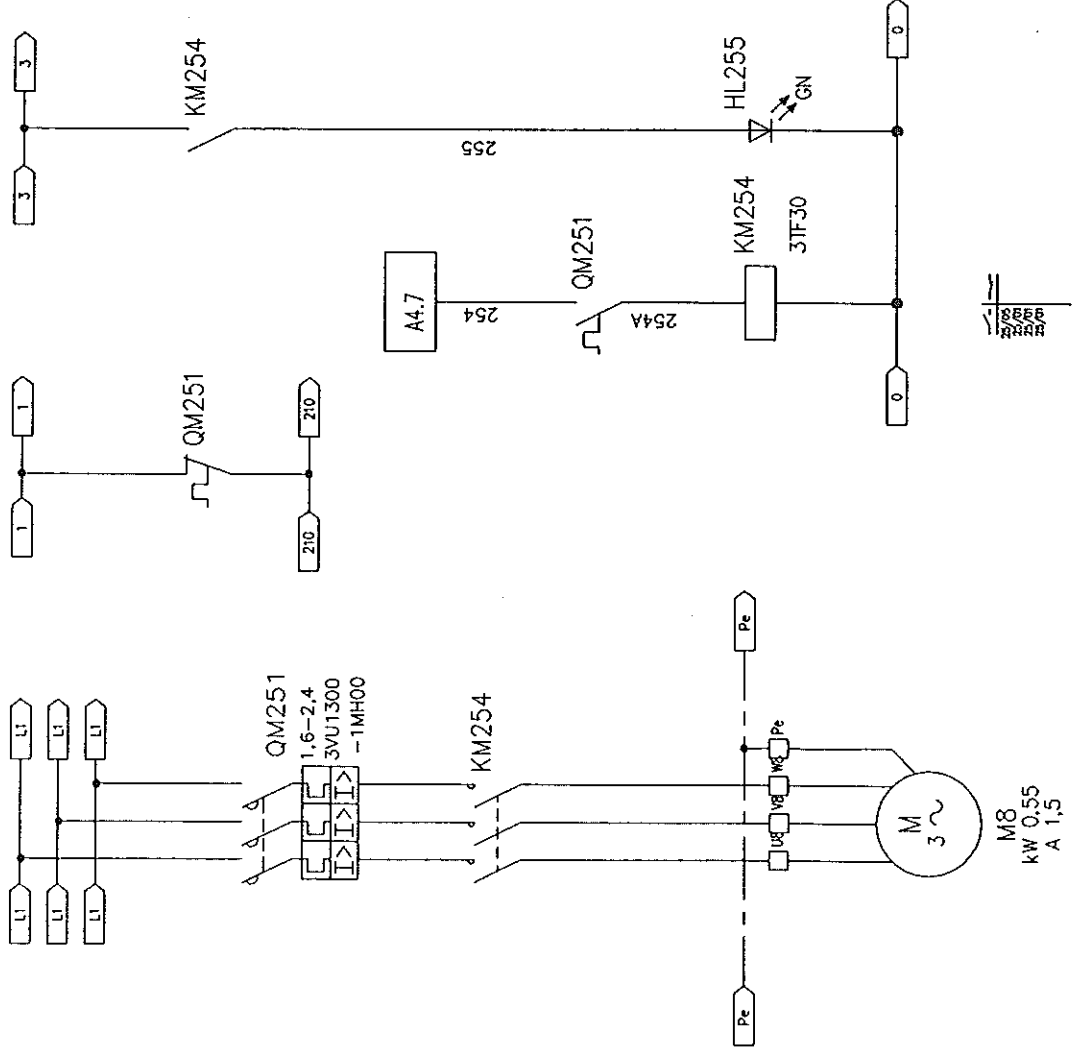 L1
L1
L1
L1
L1
L1
QM251
1,6-2,4
3VU1300
-1MH00
I>
I>
I>
KM254
Pe
Pe
U8
V8
W8
Pe
M
3~
M8
kW 0,55
A 1,5
1
1
QM251
210
210
3
3
KM254
255
HL255
GN
A4.7
254
QM251
254A
KM254
3TF30
0
0